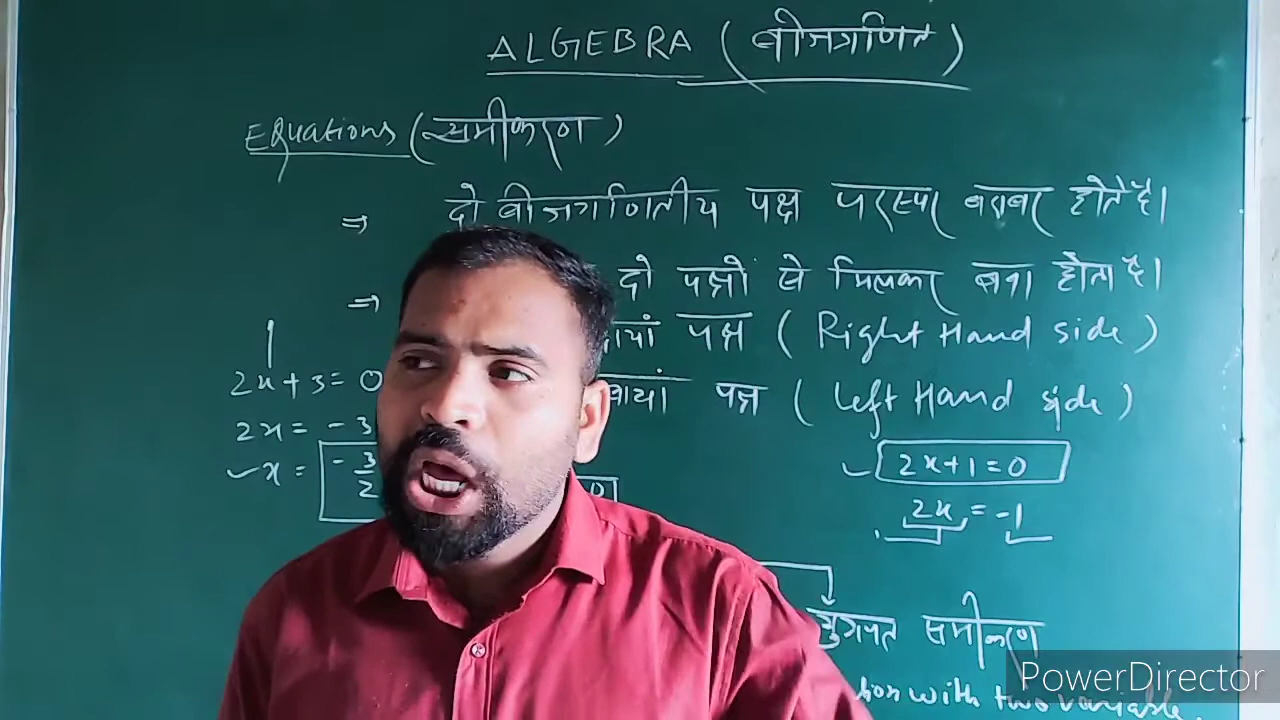 ALGEBRA (बीजगणित)
Equations (समीकरण)
⇒ दो बीजगणितीय पक्ष परस्पर बराबर होते है।
⇒ दो पक्षों से मिलकर बना होता है।
पक्ष ( Right Hand side )
बायां पक्ष ( Left Hand side )
2x+3=0
2x = -3
✓ x = -3/2
✓ 2x+1=0
2x = -1
युगपत समीकरण
with two variable
PowerDirector